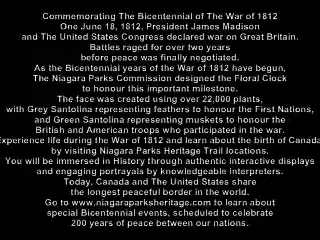 Commemorating The Bicentennial of The War of 1812
One June 18, 1812, President James Madison
and The United States Congress declared war on Great Britain.
Battles raged for over two years
before peace was finally negotiated.
As the Bicentennial years of the War of 1812 have begun,
The Niagara Parks Commission designed the Floral Clock
to honour this important milestone.
The face was created using over 22,000 plants,
with Grey Santolina representing feathers to honour the First Nations,
and Green Santolina representing muskets to honour the
British and American troops who participated in the war.
Experience life during the War of 1812 and learn about the birth of Canada
by visiting Niagara Parks Heritage Trail locations.
You will be immersed in History through authentic interactive displays
and engaging portrayals by knowledgeable interpreters.
Today, Canada and The United States share
the longest peaceful border in the world.
Go to www.niagaraparksheritage.com to learn about
special Bicentennial events, scheduled to celebrate
200 years of peace between our nations.